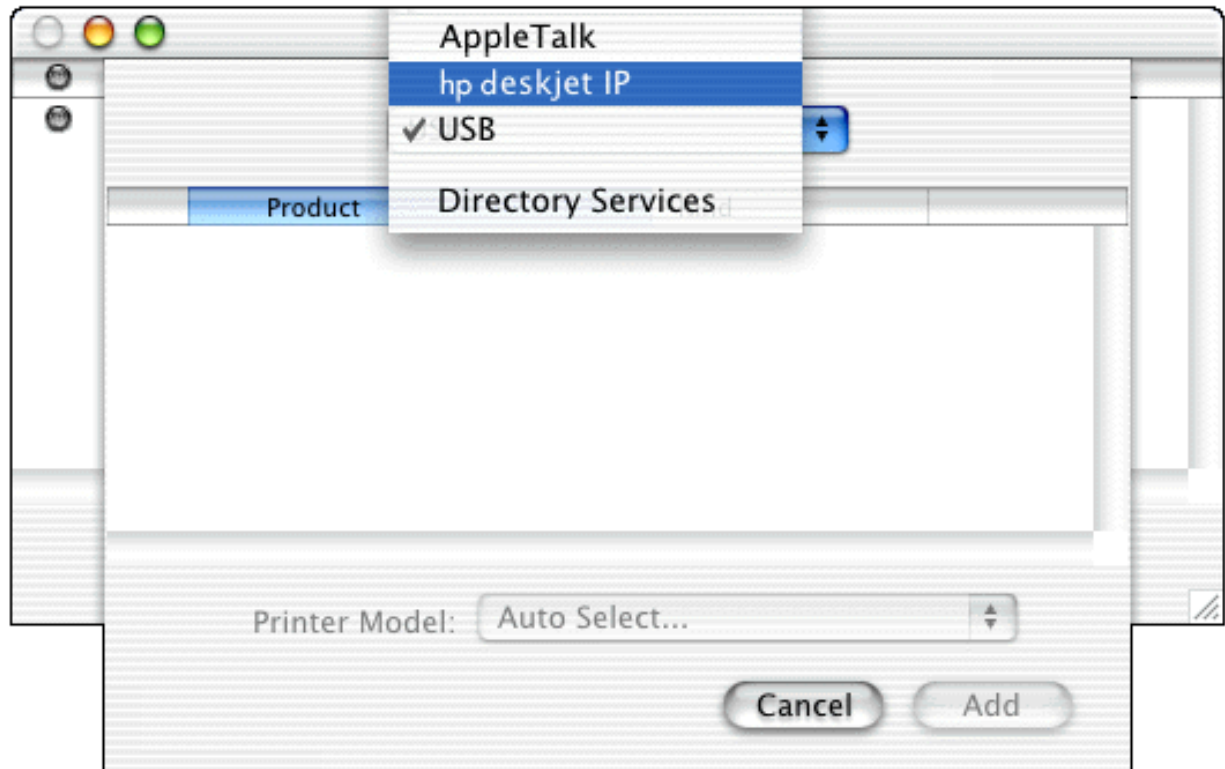 AppleTalk
hp deskjet IP
USB
Directory Services
Product
Printer Model: Auto Select...
Cancel Add